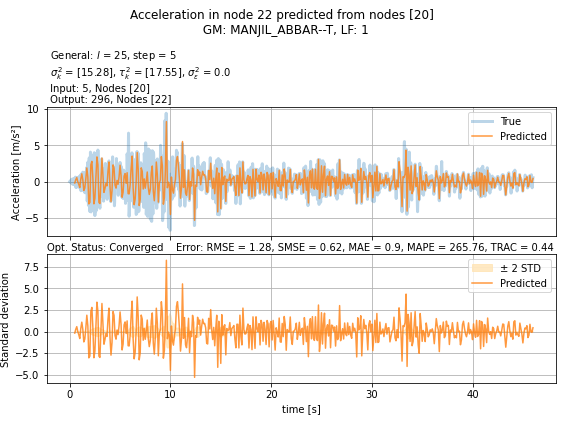 Acceleration in node 22 predicted from nodes [20]
GM: MANJIL_ABBAR--T, LF: 1
General: l = 25, step = 5
σ²ₖ = [15.28], τ²ₖ = [17.55], σ²ε = 0.0
Input: 5, Nodes [20]
Output: 296, Nodes [22]
Acceleration [m/s²]
10
5
0
−5
True
Predicted
Opt. Status: Converged Error: RMSE = 1.28, SMSE = 0.62, MAE = 0.9, MAPE = 265.76, TRAC = 0.44
Standard deviation
7.5
5.0
2.5
0.0
−2.5
−5.0
± 2 STD
Predicted
0 10 20 30 40
time [s]